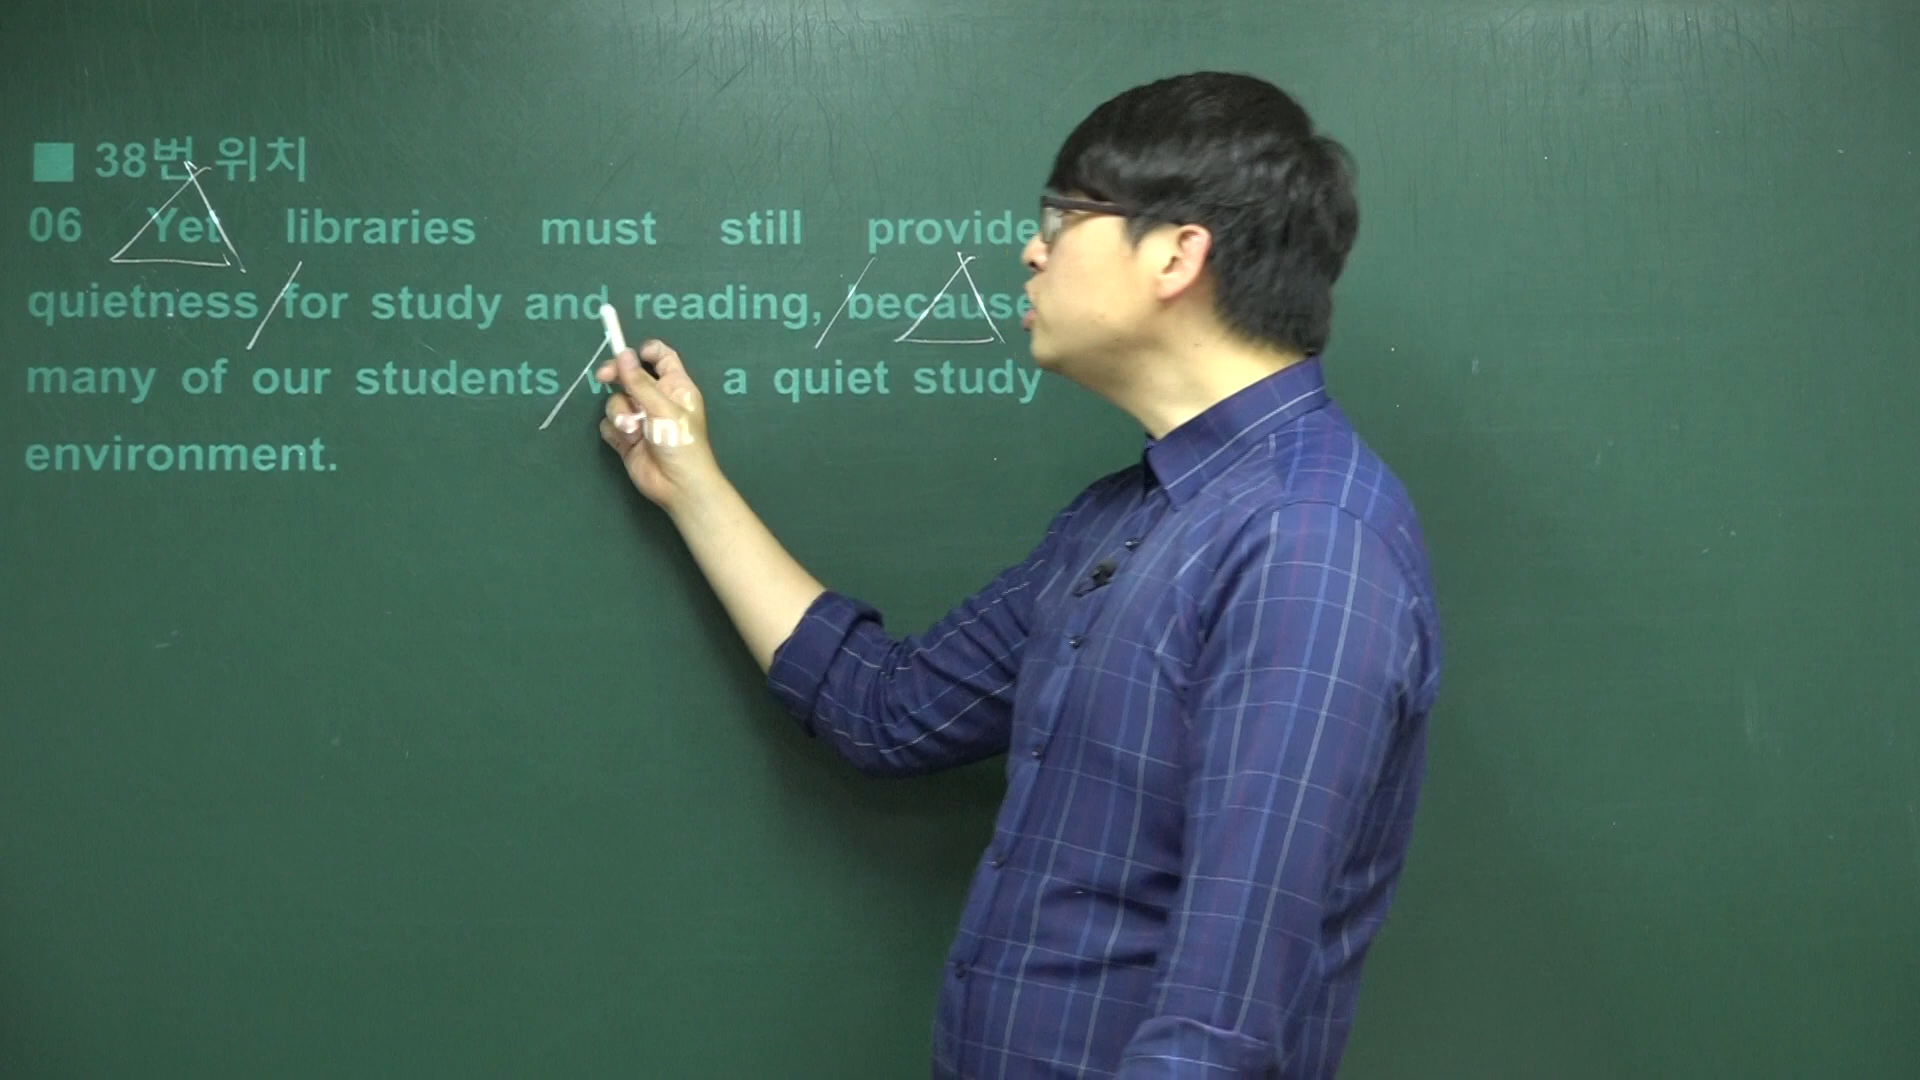 ■ 38번 위치
06 Yet libraries must still provide
quietness for study and reading, because
many of our students a quiet study
environment.